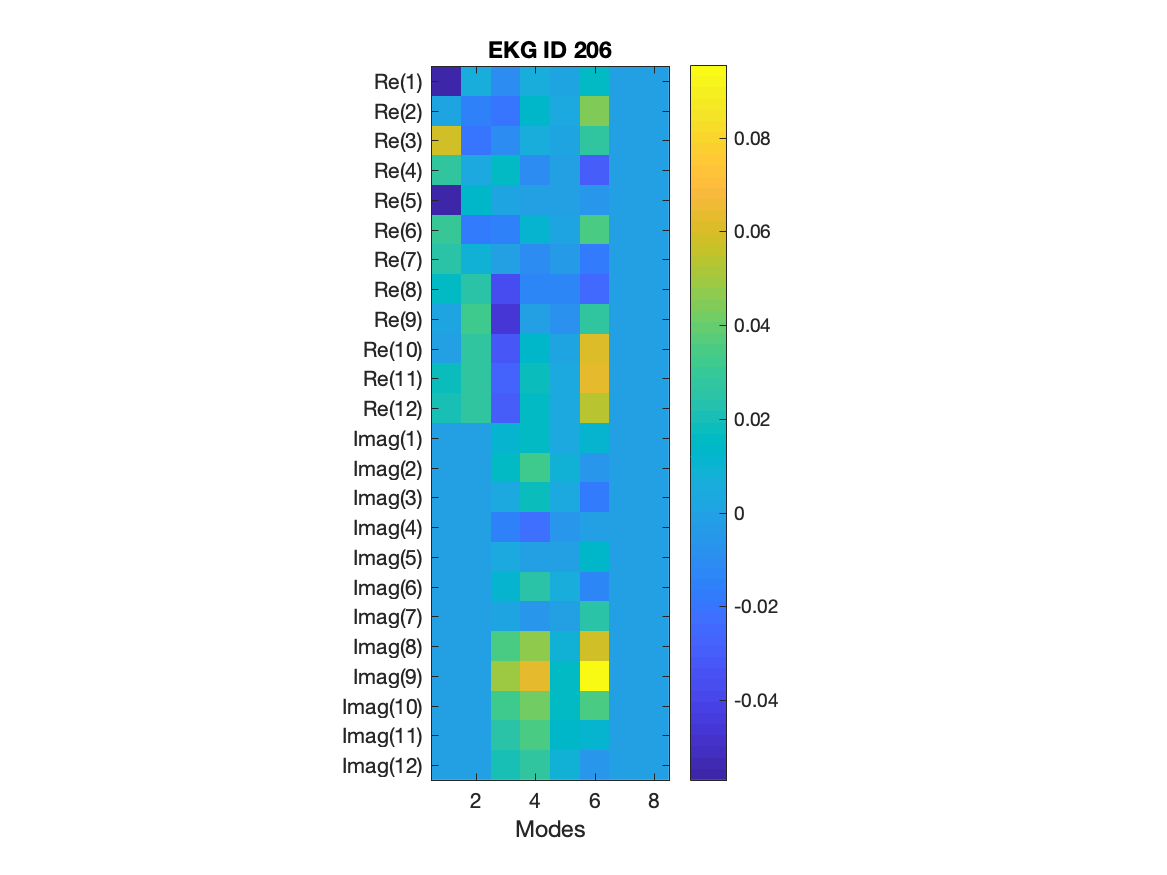 EKG ID 206
Re(1)
Re(2)
Re(3)
Re(4)
Re(5)
Re(6)
Re(7)
Re(8)
Re(9)
Re(10)
Re(11)
Re(12)
Imag(1)
Imag(2)
Imag(3)
Imag(4)
Imag(5)
Imag(6)
Imag(7)
Imag(8)
Imag(9)
Imag(10)
Imag(11)
Imag(12)
2 4 6 8
Modes
0.08
0.06
0.04
0.02
0
-0.02
-0.04